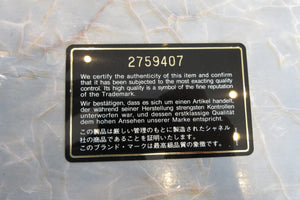 2759407
We certify the authenticity of this item and confirm
that it has been subjected to the most exacting quality
control. Its high quality is a symbol of the fine reputation
of the Trademark.
Wir bestätigen, dass es sich um einen Artikel handelt,
der während seiner Herstellung strengsten Kontrollen
unterworfen war, und dessen erstklassige Qualität
dem hohen Ansehen unserer Marke entspricht.
この製品は厳しい管理のもとに製造されたシャネル
社の商品であることを証明いたします。
このブランド・マークは最高級品質の象徴です。